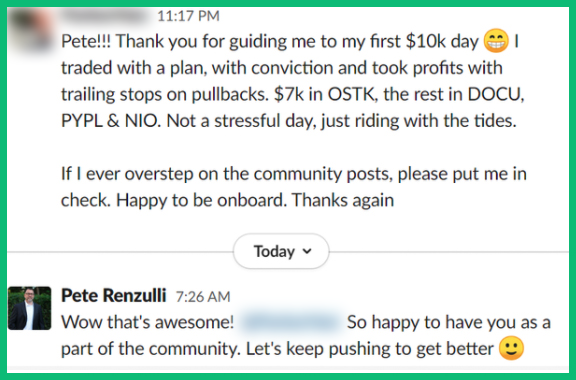 11:17 PM
Pete!!! Thank you for guiding me to my first $10k day 😁 I
traded with a plan, with conviction and took profits with
trailing stops on pullbacks. $7k in OSTK, the rest in DOCU,
PYPL & NIO. Not a stressful day, just riding with the tides.
If I ever overstep on the community posts, please put me in
check. Happy to be onboard. Thanks again
Today
Pete Renzulli 7:26 AM
Wow that's awesome! So happy to have you as a
part of the community. Let's keep pushing to get better 🙂